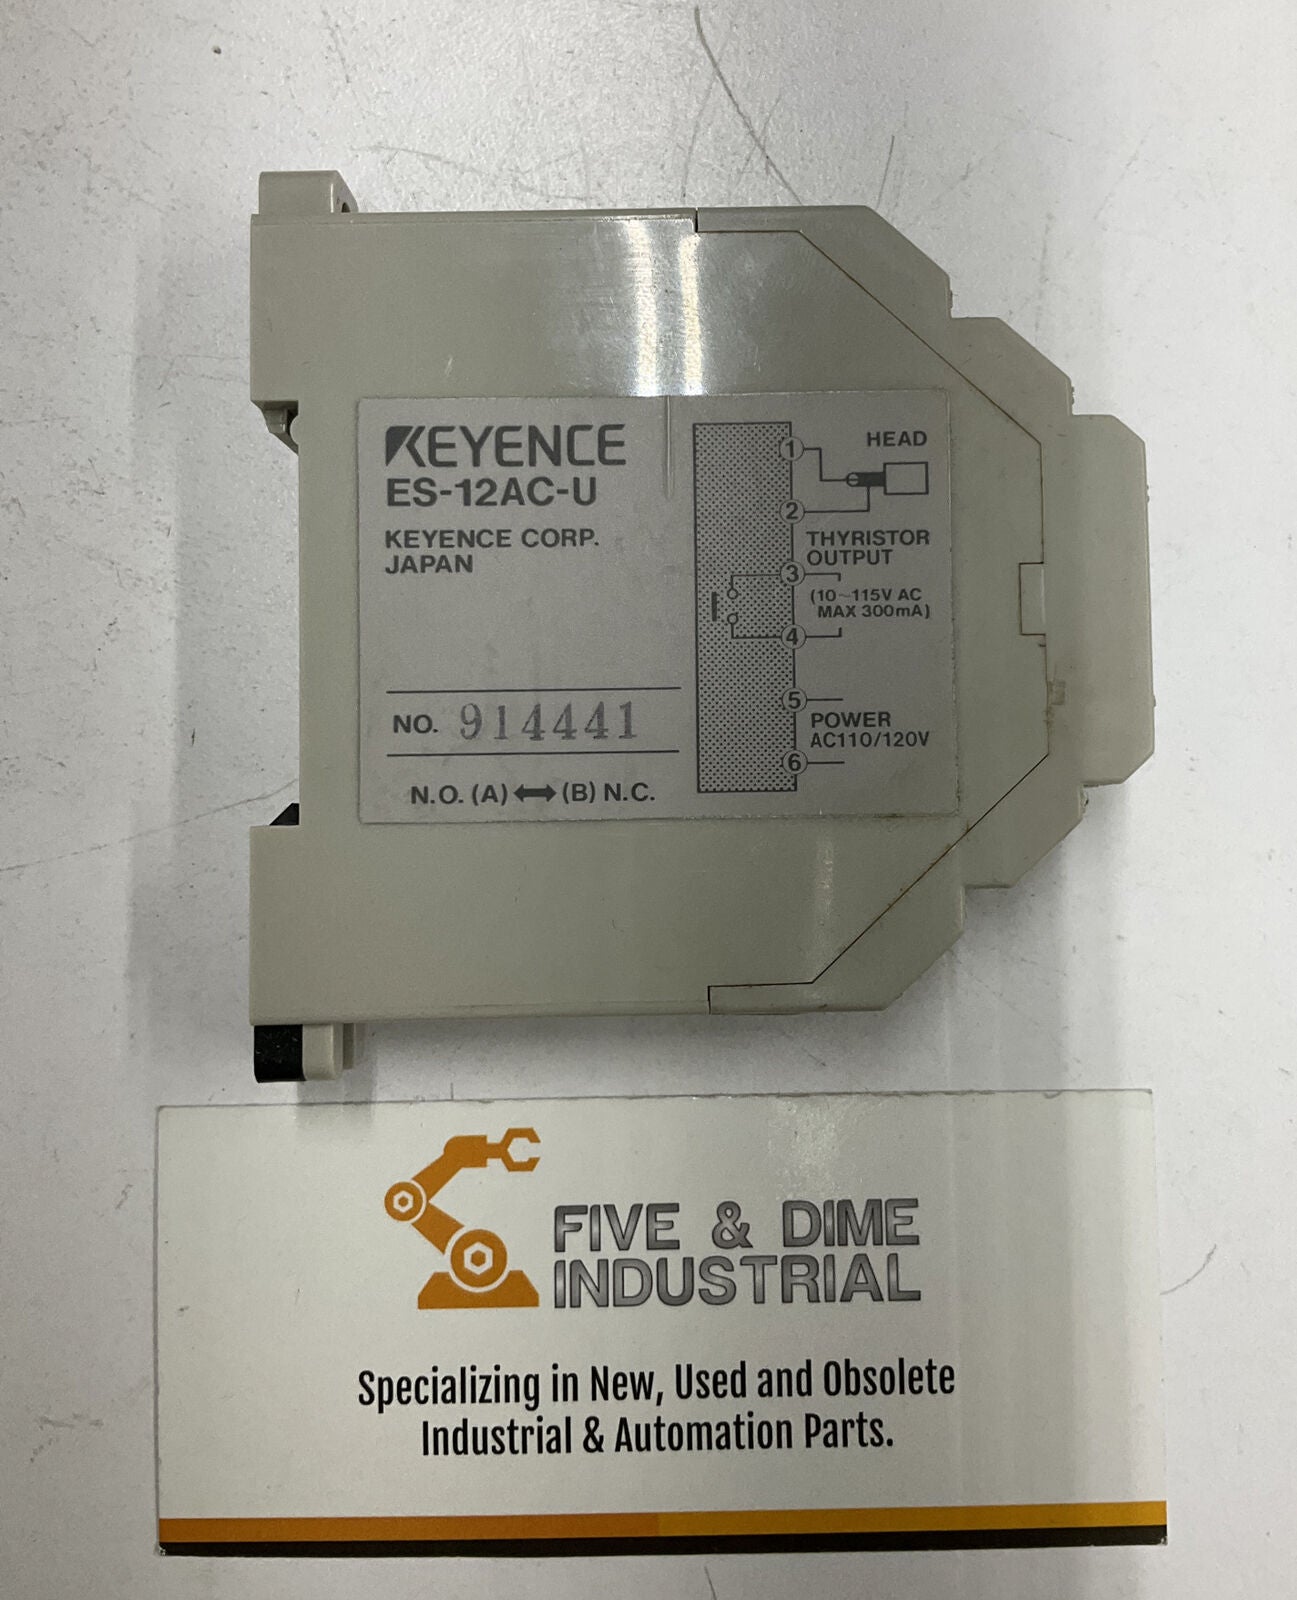 KEYENCE
ES-12AC-U
KEYENCE CORP.
JAPAN
NO. 914441
N.O. (A) ⟷ (B) N.C.
1
HEAD
2
THYRISTOR
OUTPUT
3
(10~115V AC
MAX 300mA)
4
5
POWER
AC110/120V
6
FIVE & DIME
INDUSTRIAL
Specializing in New, Used and Obsolete
Industrial & Automation Parts.